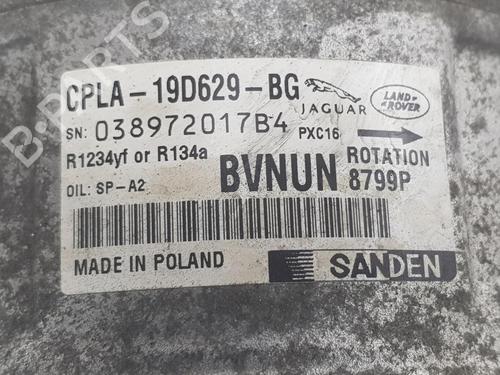 B-PARTS
CPLA-19D629-BG
JAGUAR
LAND ROVER
SN: 038972017B4 PXC16
R1234yf or R134a BVNUN ROTATION
OIL: SP-A2 8799P
MADE IN POLAND SANDEN